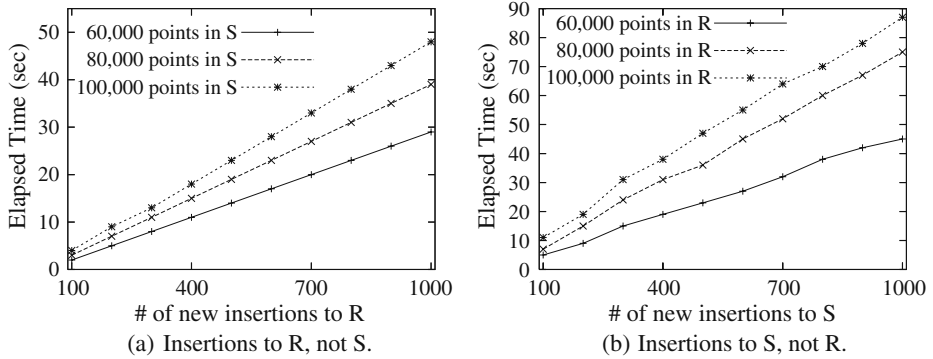 Elapsed Time (sec)
50
40
30
20
10
0
60,000 points in S
80,000 points in S
100,000 points in S
100
400
700
1000
# of new insertions to R
(a) Insertions to R, not S.
Elapsed Time (sec)
90
80
70
60
50
40
30
20
10
0
60,000 points in R
80,000 points in R
100,000 points in R
100
400
700
1000
# of new insertions to S
(b) Insertions to S, not R.